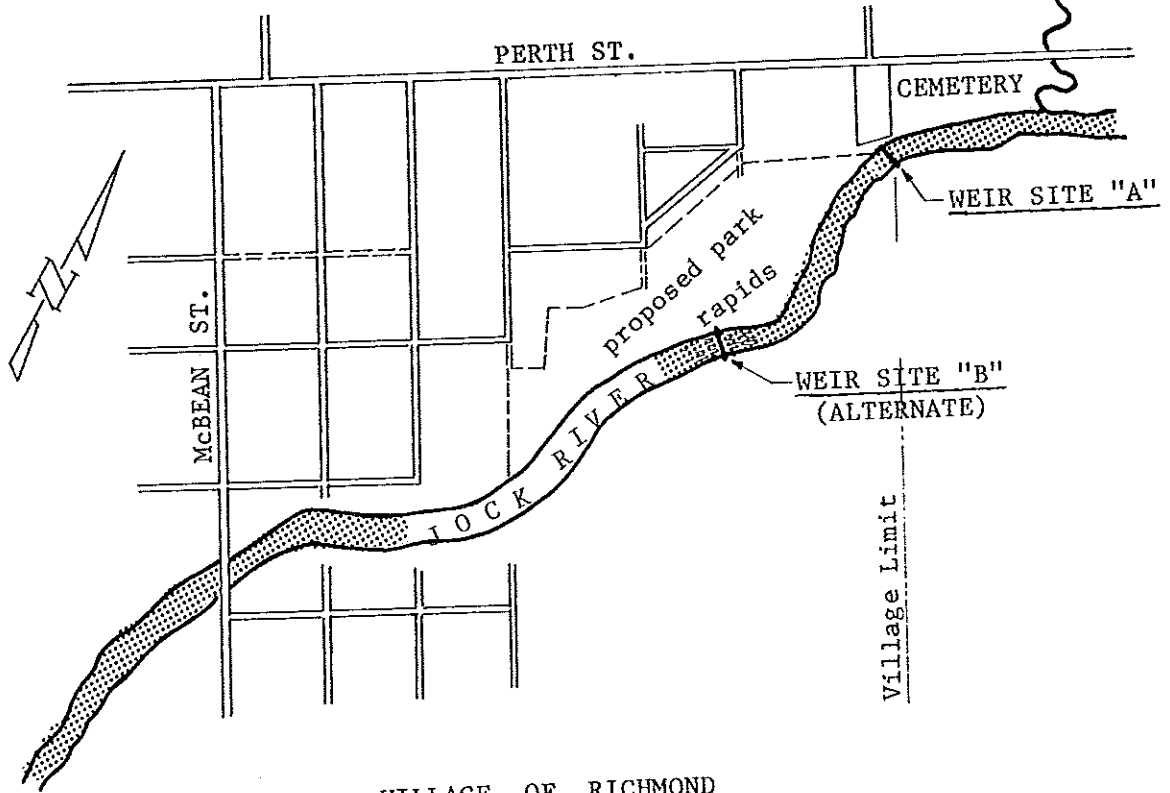 PERTH ST.
CEMETERY
WEIR SITE "A"
N
proposed park
rapids
McBEAN ST.
WEIR SITE "B"
(ALTERNATE)
JOCK RIVER
Village Limit
VILLAGE OF RICHMOND